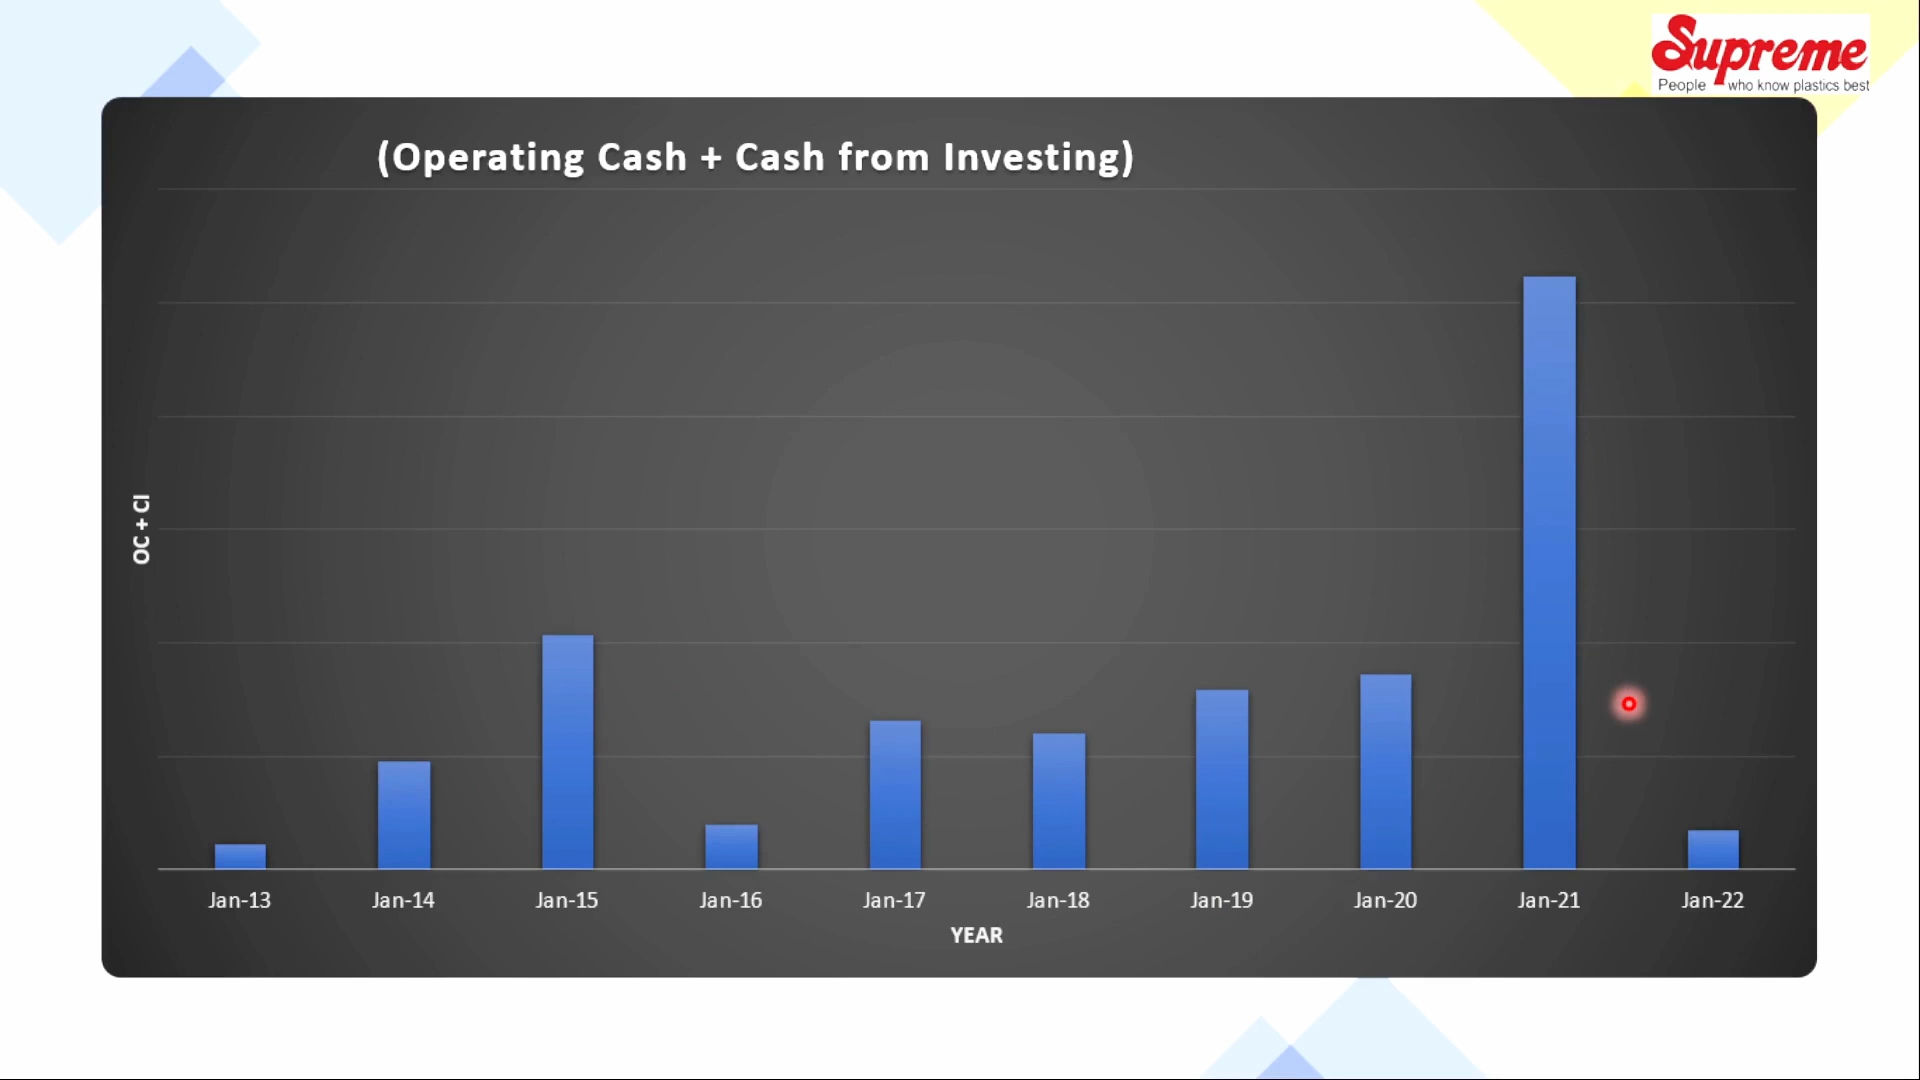 Supreme
People who know plastics best
(Operating Cash + Cash from Investing)
OC + CI
Jan-13 Jan-14 Jan-15 Jan-16 Jan-17 Jan-18 Jan-19 Jan-20 Jan-21 Jan-22
YEAR